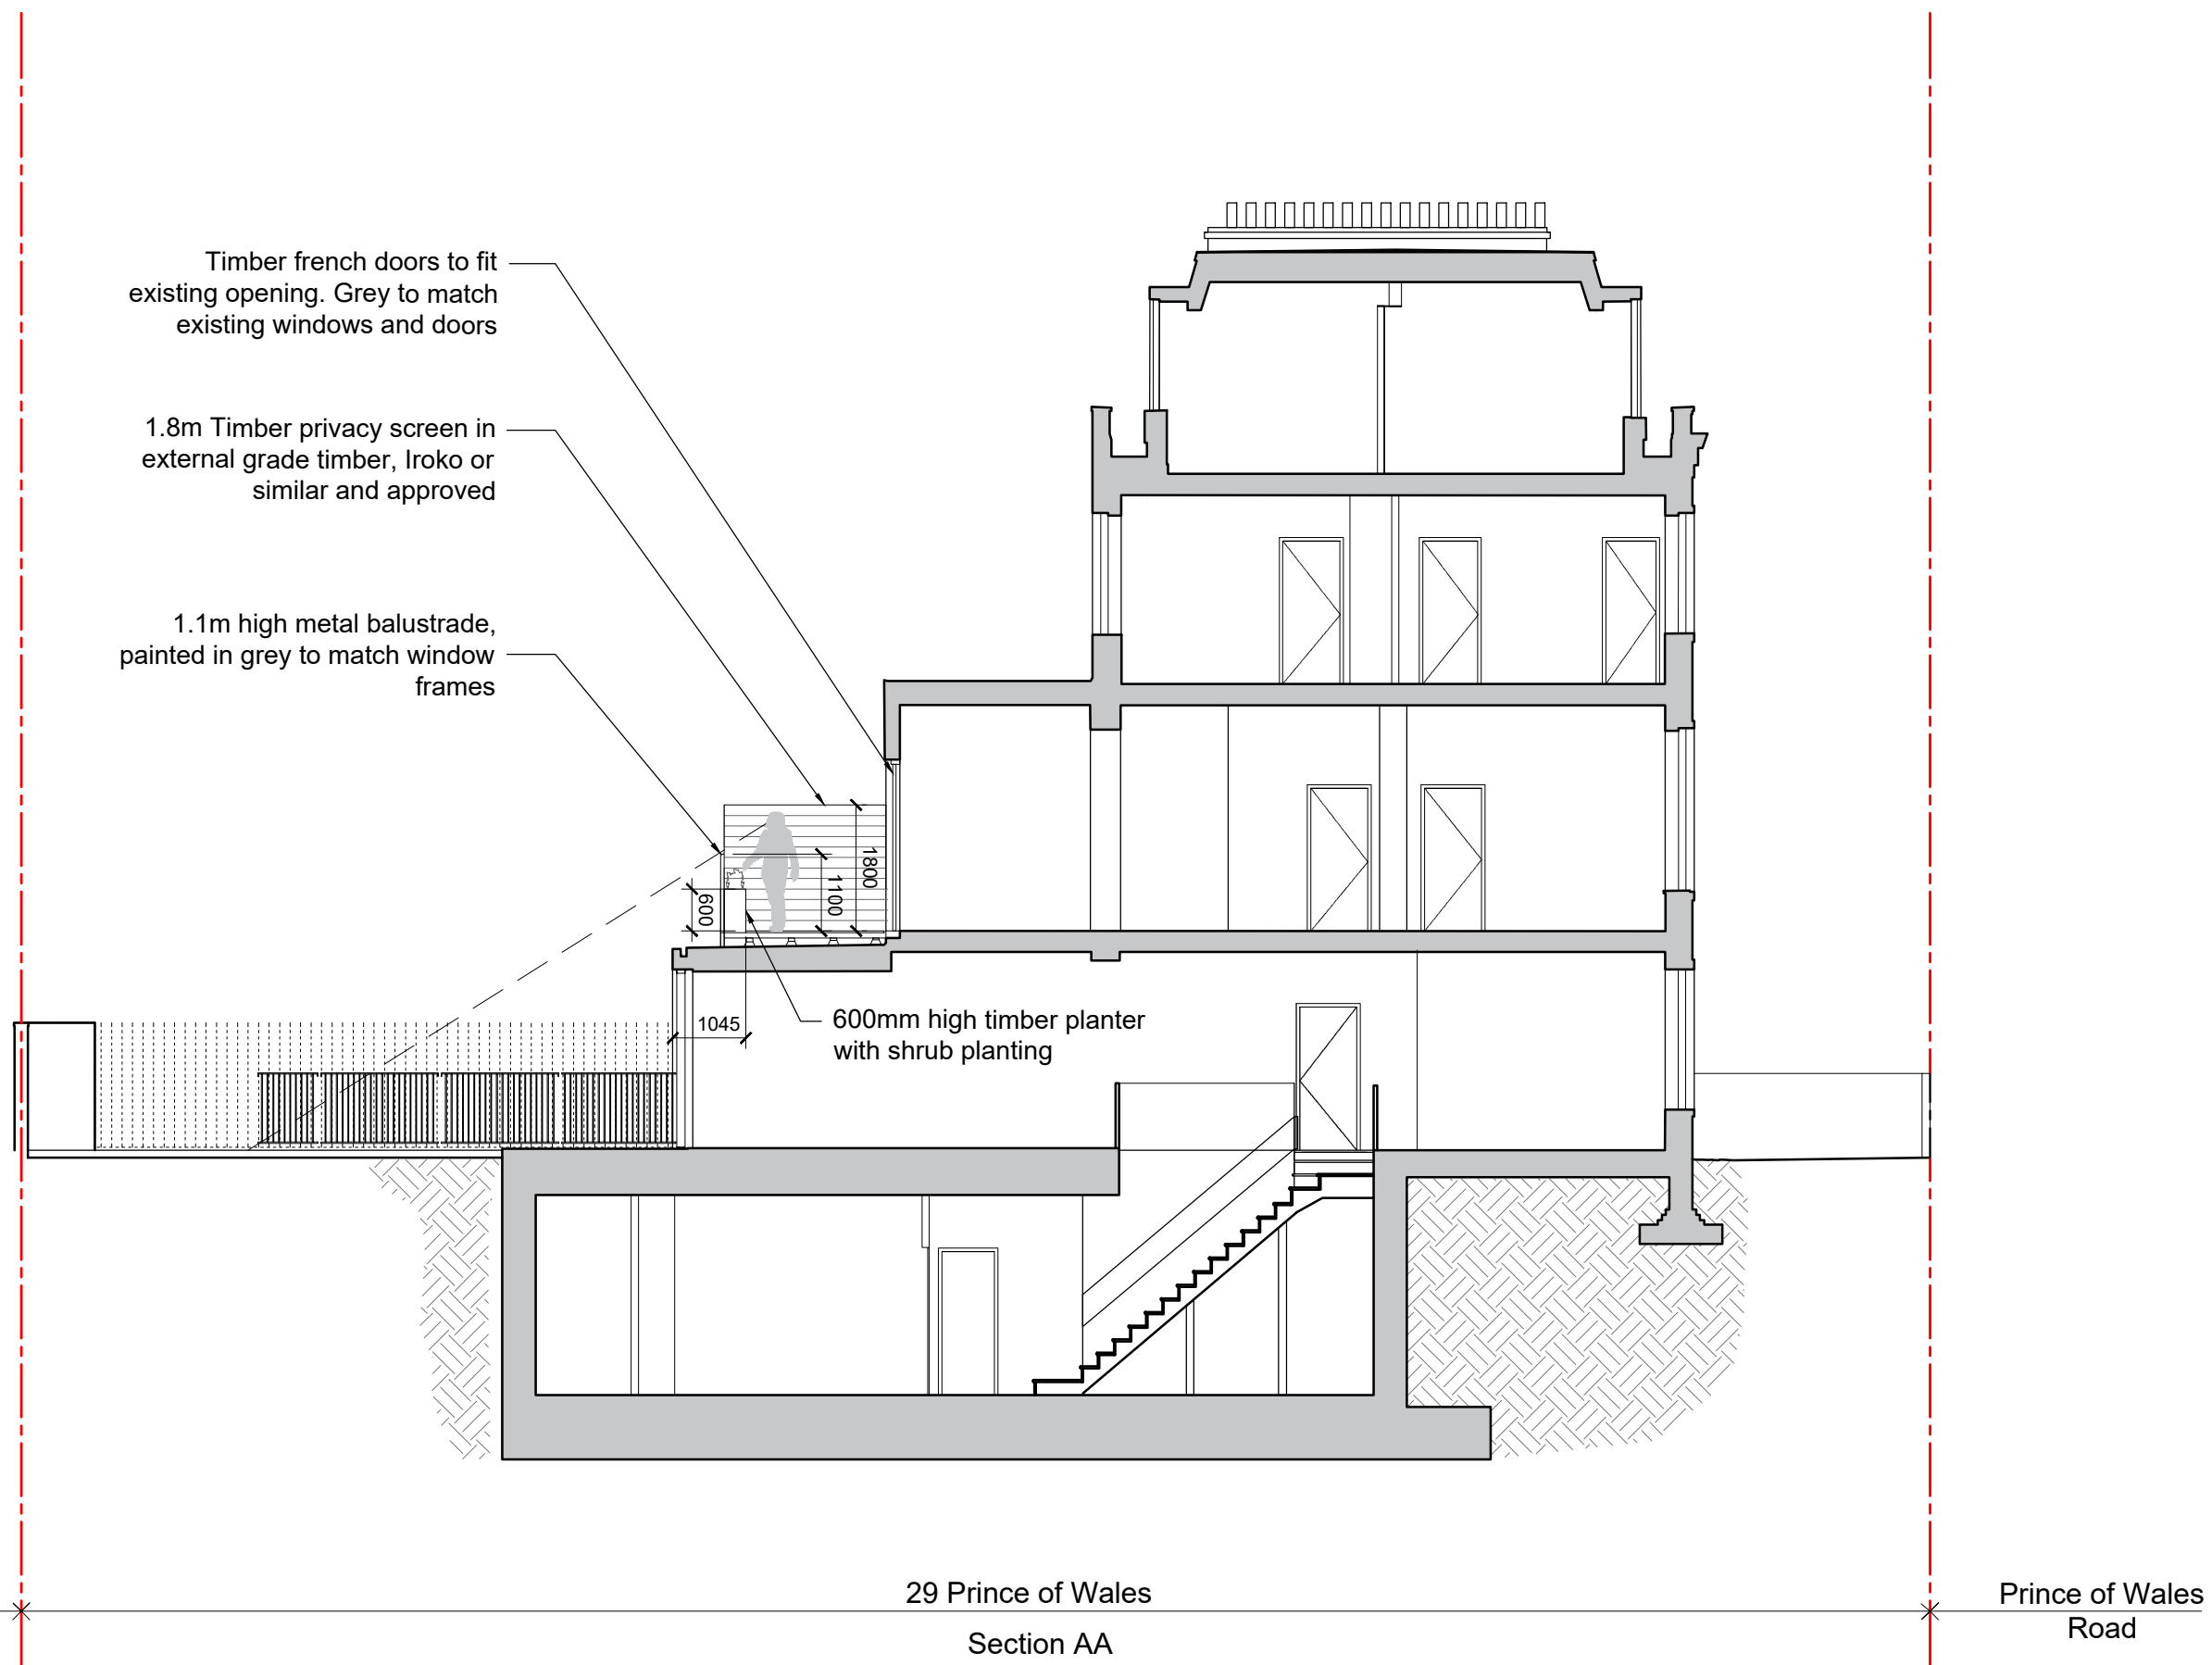 Timber french doors to fit
existing opening. Grey to match
existing windows and doors
1.8m Timber privacy screen in
external grade timber, Iroko or
similar and approved
1.1m high metal balustrade,
painted in grey to match window
frames
1800
1100
600
1045
600mm high timber planter
with shrub planting
29 Prince of Wales
Section AA
Prince of Wales
Road